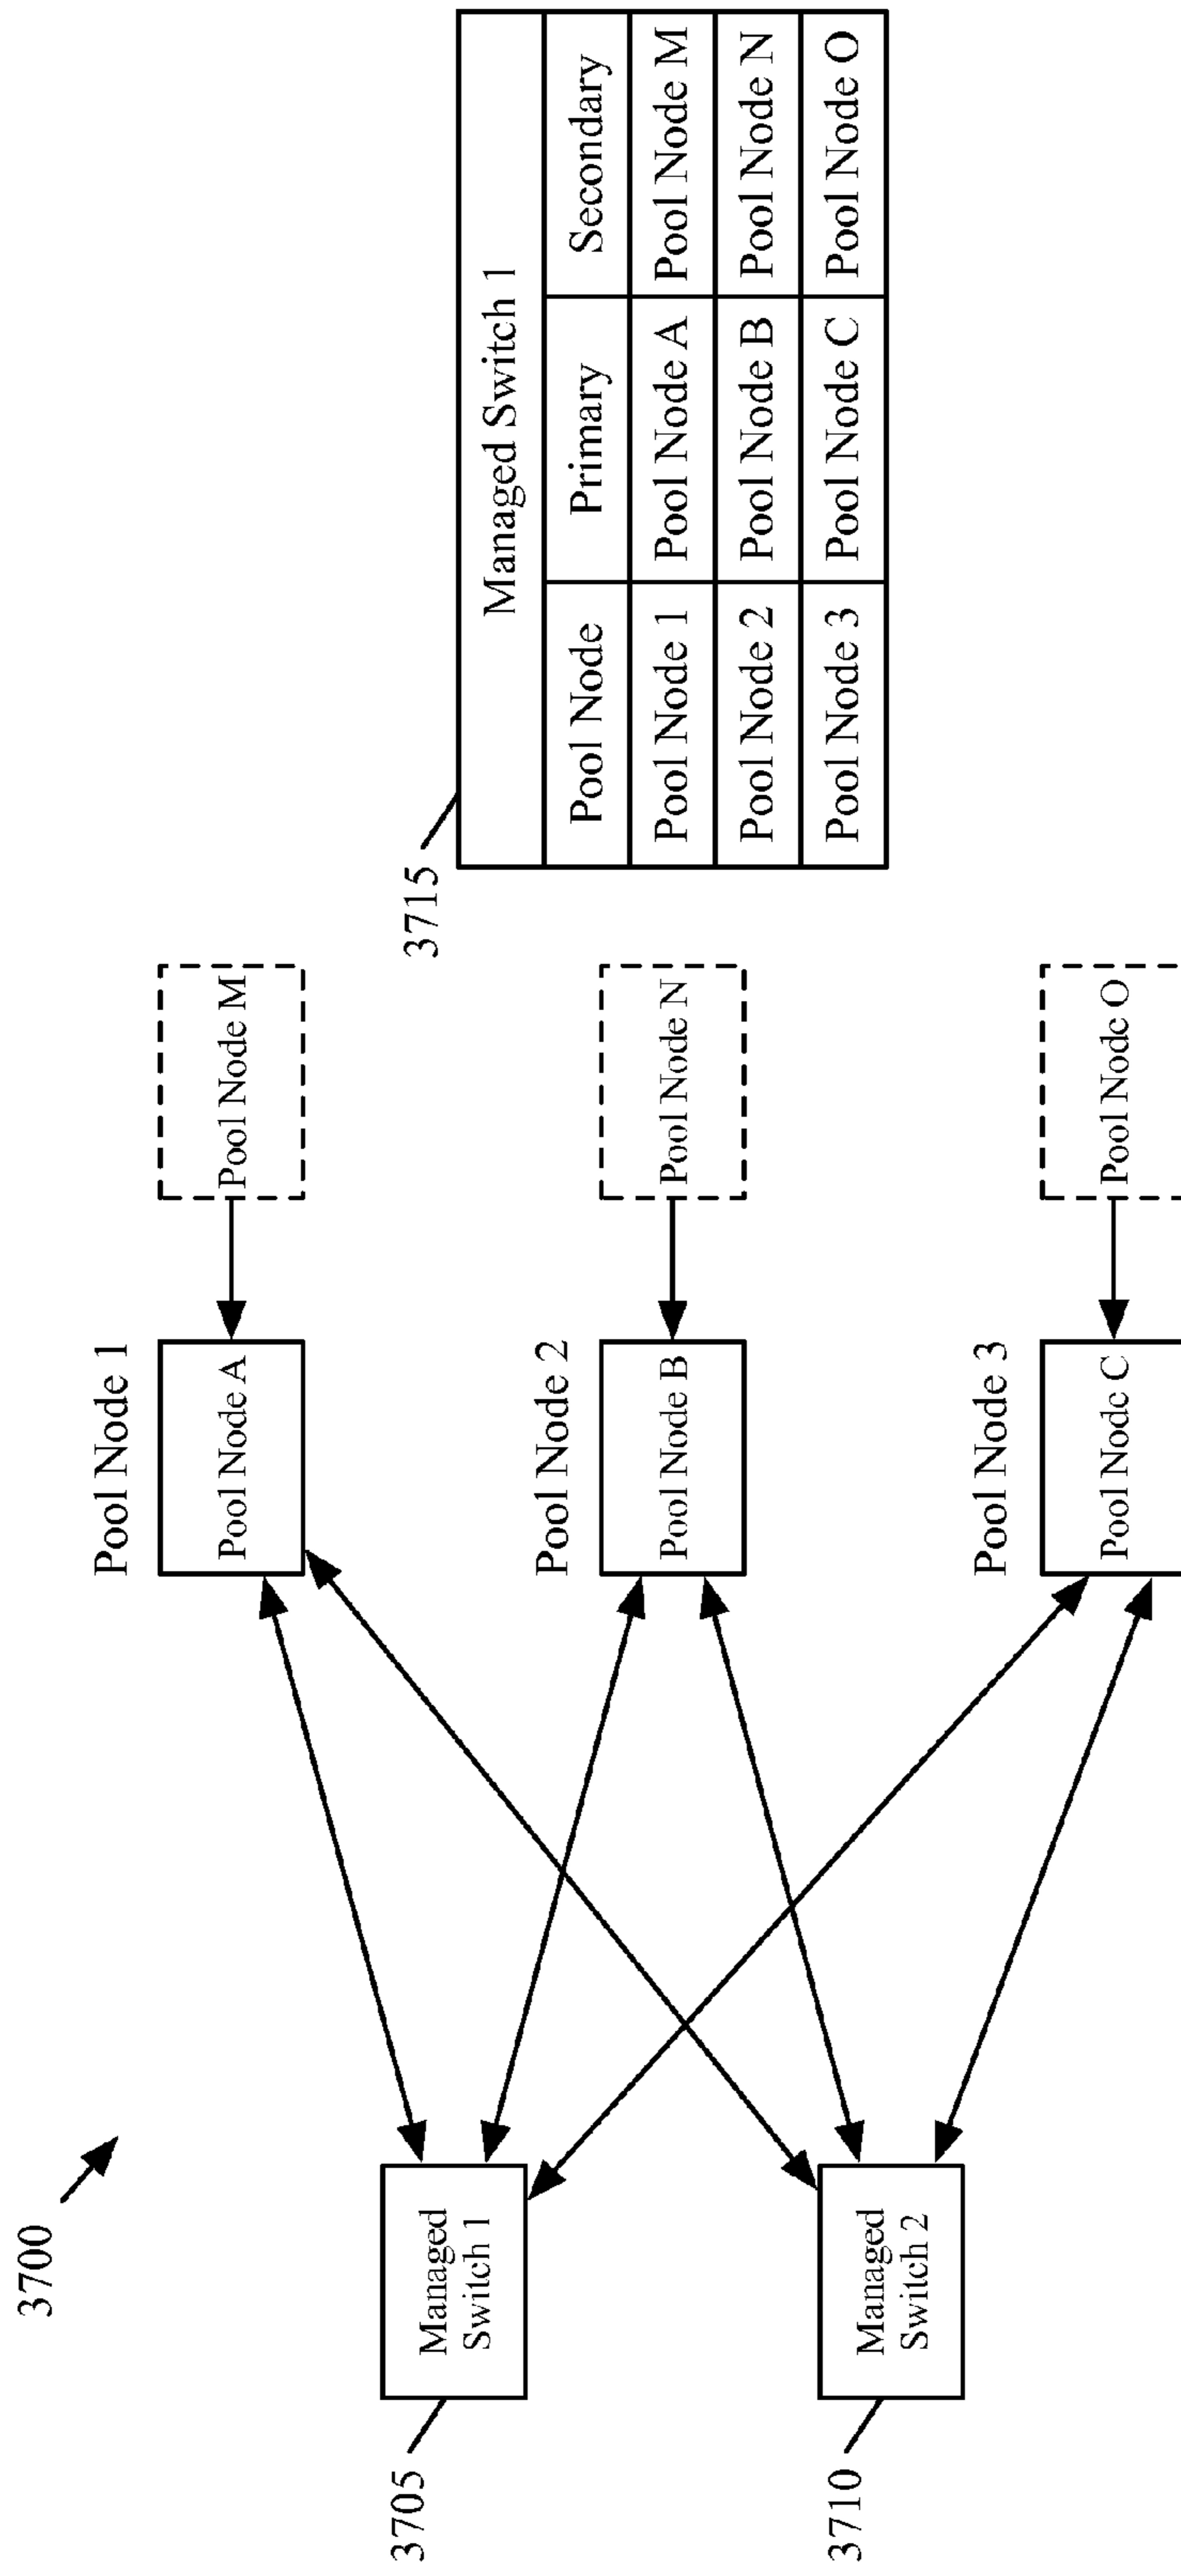 3700
3705
Managed
Switch 1
3710
Managed
Switch 2
Pool Node 1
Pool Node A
Pool Node M
Pool Node 2
Pool Node B
Pool Node N
Pool Node 3
Pool Node C
Pool Node O
3715
Managed Switch 1
Pool Node Primary Secondary
Pool Node 1 Pool Node A Pool Node M
Pool Node 2 Pool Node B Pool Node N
Pool Node 3 Pool Node C Pool Node O